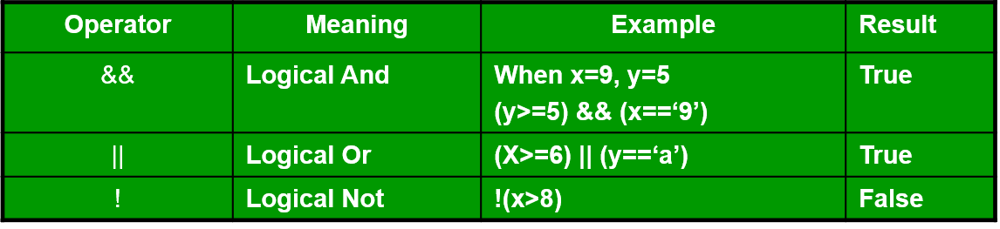 Operator Meaning Example Result
&& Logical And When x=9, y=5 True
(y>=5) && (x==‘9’)
|| Logical Or (X>=6) || (y==‘a’) True
! Logical Not !(x>8) False